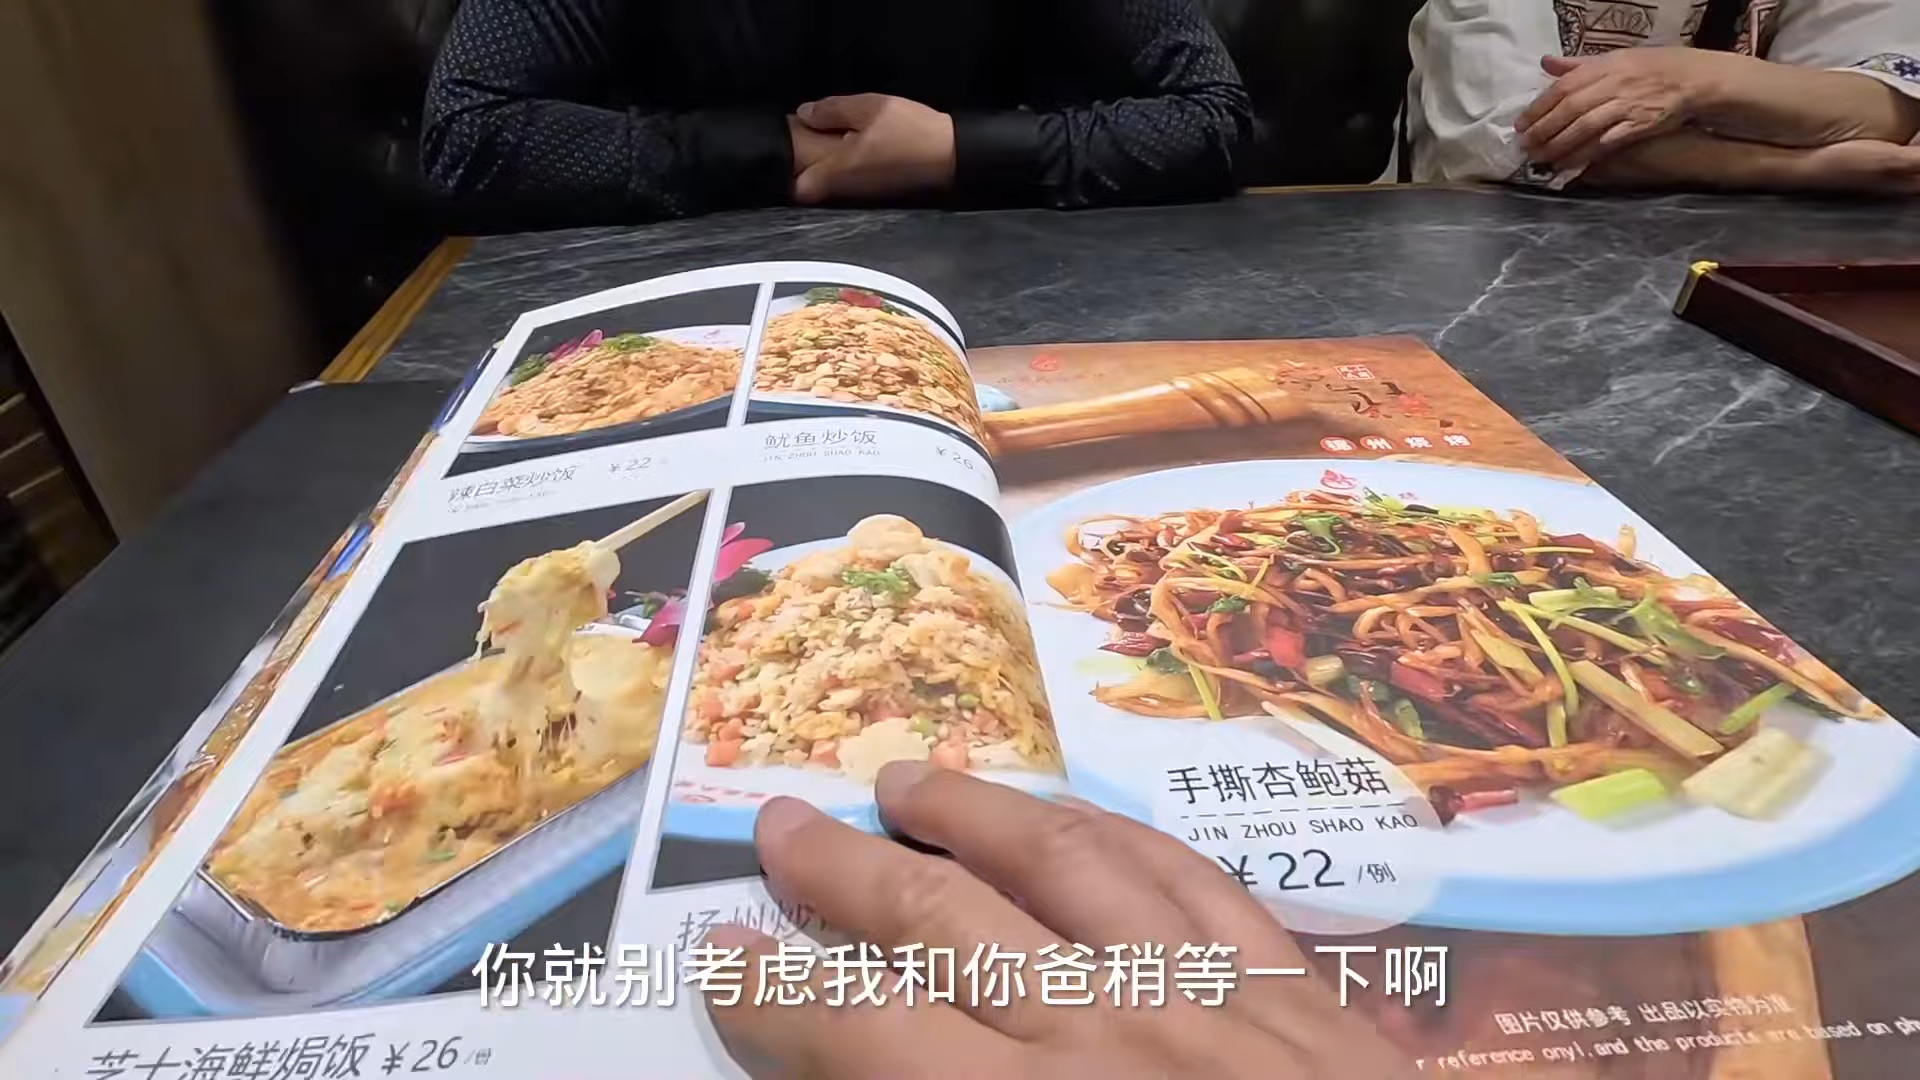 辣白菜炒饭 ¥22
鱿鱼炒饭
JIN ZHOU SHAO KAO
¥26
锦州烧烤
手撕杏鲍菇
JIN ZHOU SHAO KAO
¥22/例
扬州炒
芝士海鲜焗饭 ¥26/份
你就别考虑我和你爸稍等一下啊
图片仅供参考 出品以实物为准
r reference onyl,and the products are based on ph